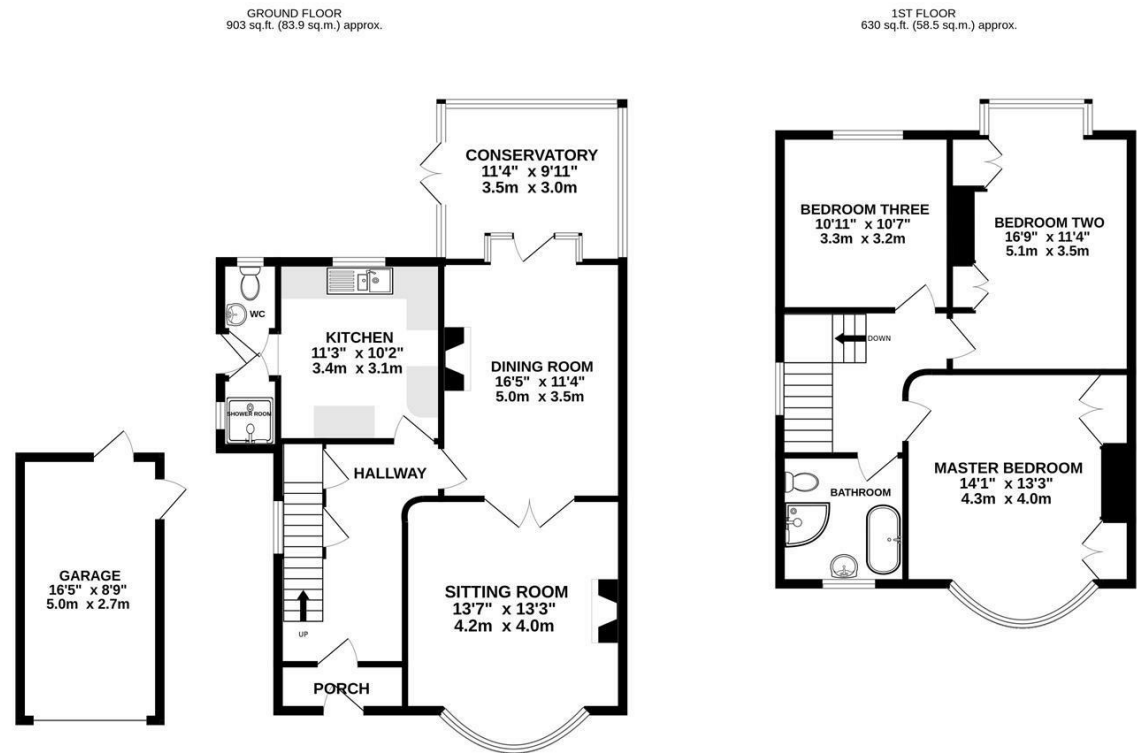 GROUND FLOOR
903 sq.ft. (83.9 sq.m.) approx.
1ST FLOOR
630 sq.ft. (58.5 sq.m.) approx.
CONSERVATORY
11'4" x 9'11"
3.5m x 3.0m
WC
KITCHEN
11'3" x 10'2"
3.4m x 3.1m
DINING ROOM
16'5" x 11'4"
5.0m x 3.5m
SHOWER ROOM
HALLWAY
GARAGE
16'5" x 8'9"
5.0m x 2.7m
SITTING ROOM
13'7" x 13'3"
4.2m x 4.0m
UP
PORCH
BEDROOM THREE
10'11" x 10'7"
3.3m x 3.2m
BEDROOM TWO
16'9" x 11'4"
5.1m x 3.5m
DOWN
MASTER BEDROOM
14'1" x 13'3"
4.3m x 4.0m
BATHROOM